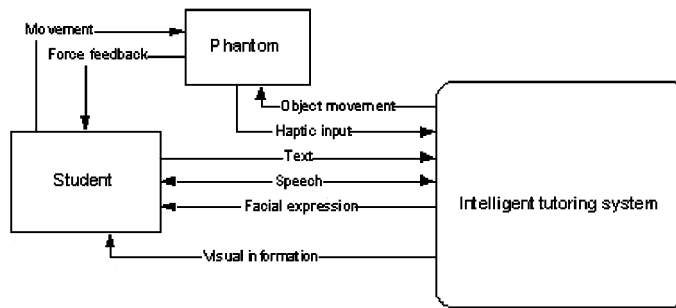 Movement
Phantom
Force feedback
Object movement
Haptic input
Text
Student
Speech
Facial expression
Intelligent tutoring system
Visual information